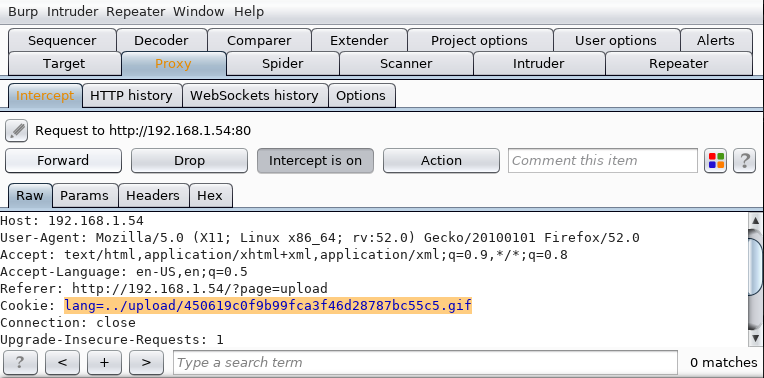 Burp Intruder Repeater Window Help
Sequencer Decoder Comparer Extender Project options User options Alerts
Target Proxy Spider Scanner Intruder Repeater
Intercept HTTP history WebSockets history Options
Request to http://192.168.1.54:80
Forward Drop Intercept is on Action Comment this item ?
Raw Params Headers Hex
Host: 192.168.1.54
User-Agent: Mozilla/5.0 (X11; Linux x86_64; rv:52.0) Gecko/20100101 Firefox/52.0
Accept: text/html,application/xhtml+xml,application/xml;q=0.9,*/*;q=0.8
Accept-Language: en-US,en;q=0.5
Referer: http://192.168.1.54/?page=upload
Cookie: lang=../upload/450619c0f9b99fca3f46d28787bc55c5.gif
Connection: close
Upgrade-Insecure-Requests: 1
? < + > Type a search term 0 matches